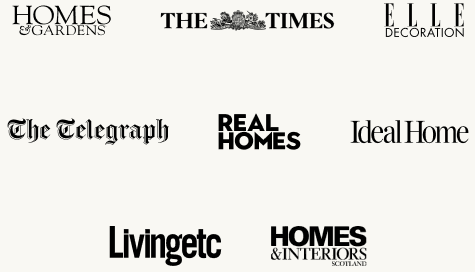 HOMES
&GARDENS
THE TIMES
ELLE
DECORATION
The Telegraph
REAL
HOMES
Ideal Home
Livingetc
HOMES
&INTERIORS
SCOTLAND